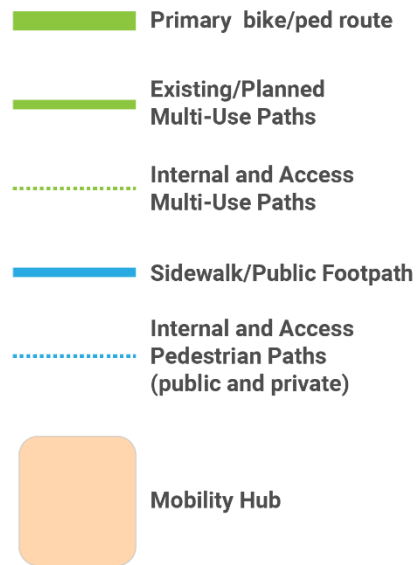 Primary bike/ped route
Existing/Planned
Multi-Use Paths
Internal and Access
Multi-Use Paths
Sidewalk/Public Footpath
Internal and Access
Pedestrian Paths
(public and private)
Mobility Hub